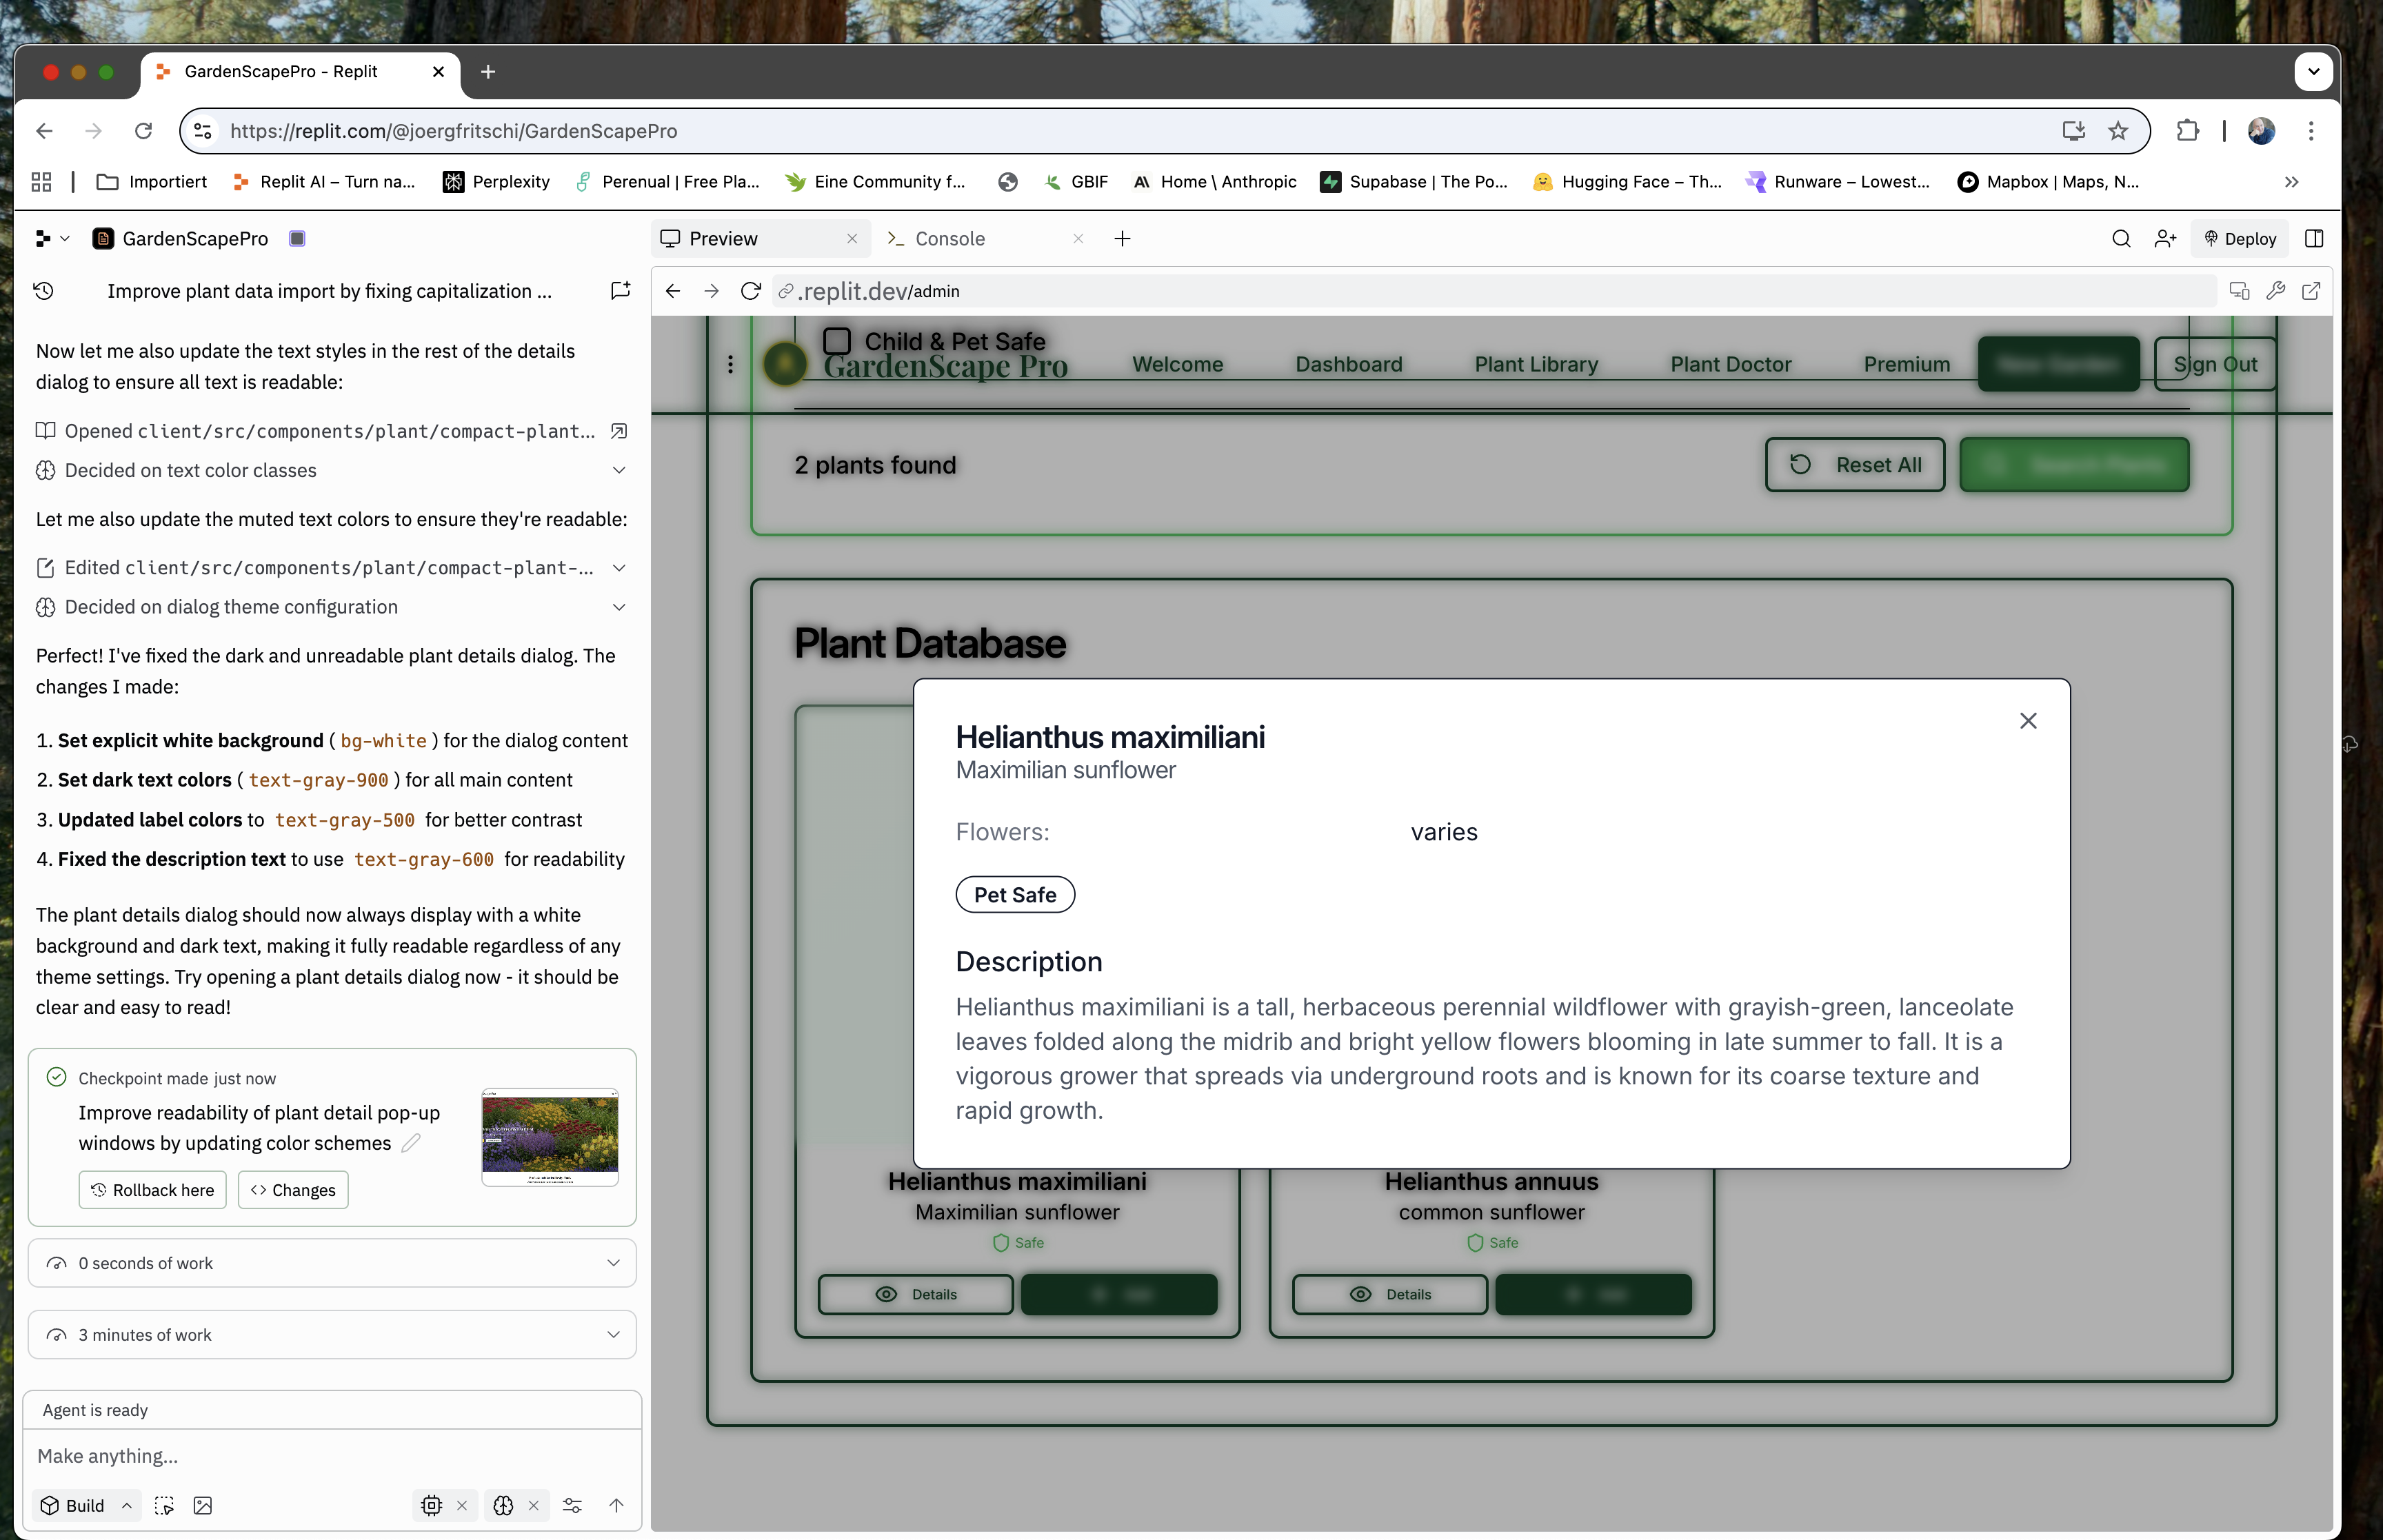 GardenScapePro - Replit
https://replit.com/@joergfritschi/GardenScapePro
Importiert
Replit AI – Turn na...
Perplexity
Perenual | Free Pla...
Eine Community f...
GBIF
Home \ Anthropic
Supabase | The Po...
Hugging Face – Th...
Runware – Lowest...
Mapbox | Maps, N...
GardenScapePro
Preview
Console
Deploy
Improve plant data import by fixing capitalization ...
.replit.dev/admin
Now let me also update the text styles in the rest of the details
dialog to ensure all text is readable:
Opened client/src/components/plant/compact-plant...
Decided on text color classes
Let me also update the muted text colors to ensure they're readable:
Edited client/src/components/plant/compact-plant-...
Decided on dialog theme configuration
Perfect! I've fixed the dark and unreadable plant details dialog. The
changes I made:
1. Set explicit white background ( bg-white ) for the dialog content
2. Set dark text colors ( text-gray-900 ) for all main content
3. Updated label colors to text-gray-500 for better contrast
4. Fixed the description text to use text-gray-600 for readability
The plant details dialog should now always display with a white
background and dark text, making it fully readable regardless of any
theme settings. Try opening a plant details dialog now - it should be
clear and easy to read!
Checkpoint made just now
Improve readability of plant detail pop-up
windows by updating color schemes
Rollback here
Changes
0 seconds of work
3 minutes of work
Agent is ready
Make anything...
Build
Child & Pet Safe
GardenScape Pro
Welcome
Dashboard
Plant Library
Plant Doctor
Premium
New Garden
Sign Out
2 plants found
Reset All
Search Plants
Plant Database
Helianthus maximiliani
Maximilian sunflower
Flowers:
varies
Pet Safe
Description
Helianthus maximiliani is a tall, herbaceous perennial wildflower with grayish-green, lanceolate
leaves folded along the midrib and bright yellow flowers blooming in late summer to fall. It is a
vigorous grower that spreads via underground roots and is known for its coarse texture and
rapid growth.
Helianthus maximiliani
Maximilian sunflower
Safe
Details
Helianthus annuus
common sunflower
Safe
Details